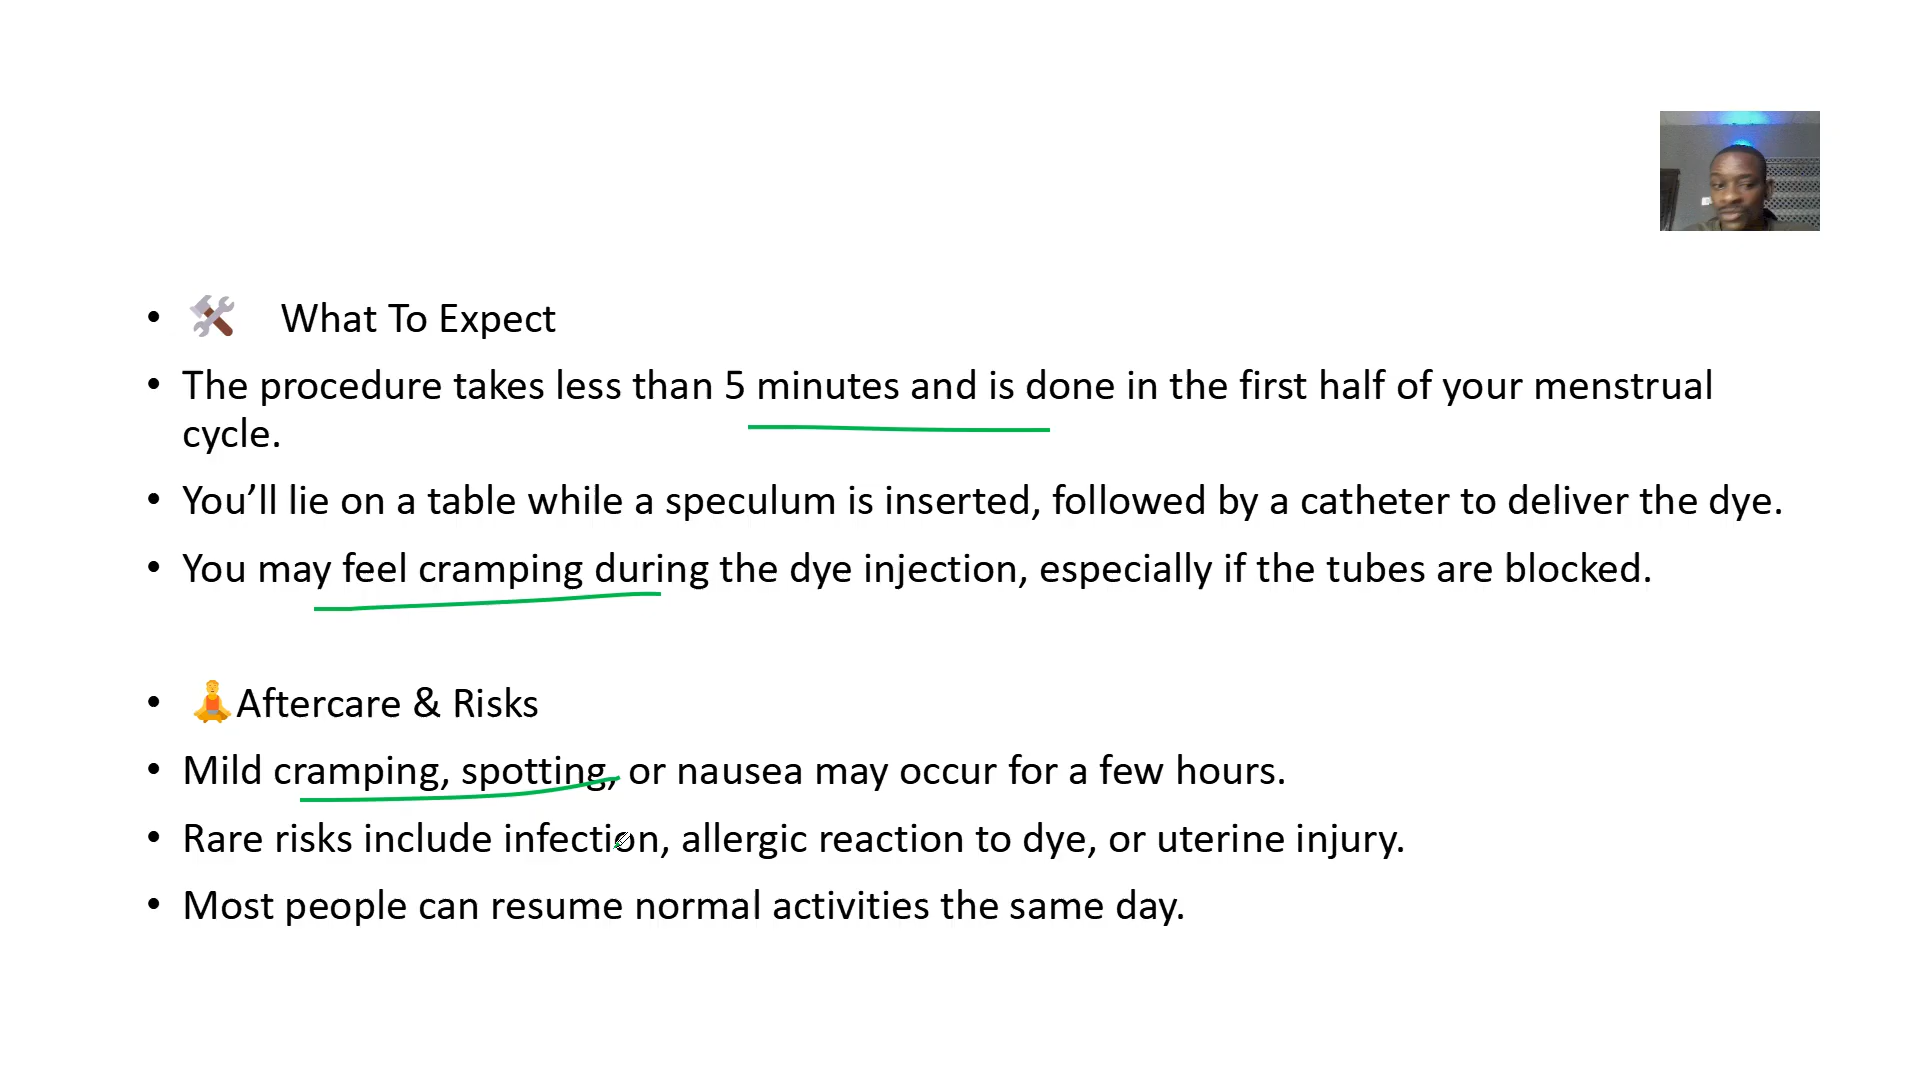 • 🛠 What To Expect
• The procedure takes less than 5 minutes and is done in the first half of your menstrual
cycle.
• You’ll lie on a table while a speculum is inserted, followed by a catheter to deliver the dye.
• You may feel cramping during the dye injection, especially if the tubes are blocked.
• 🧘Aftercare & Risks
• Mild cramping, spotting, or nausea may occur for a few hours.
• Rare risks include infection, allergic reaction to dye, or uterine injury.
• Most people can resume normal activities the same day.